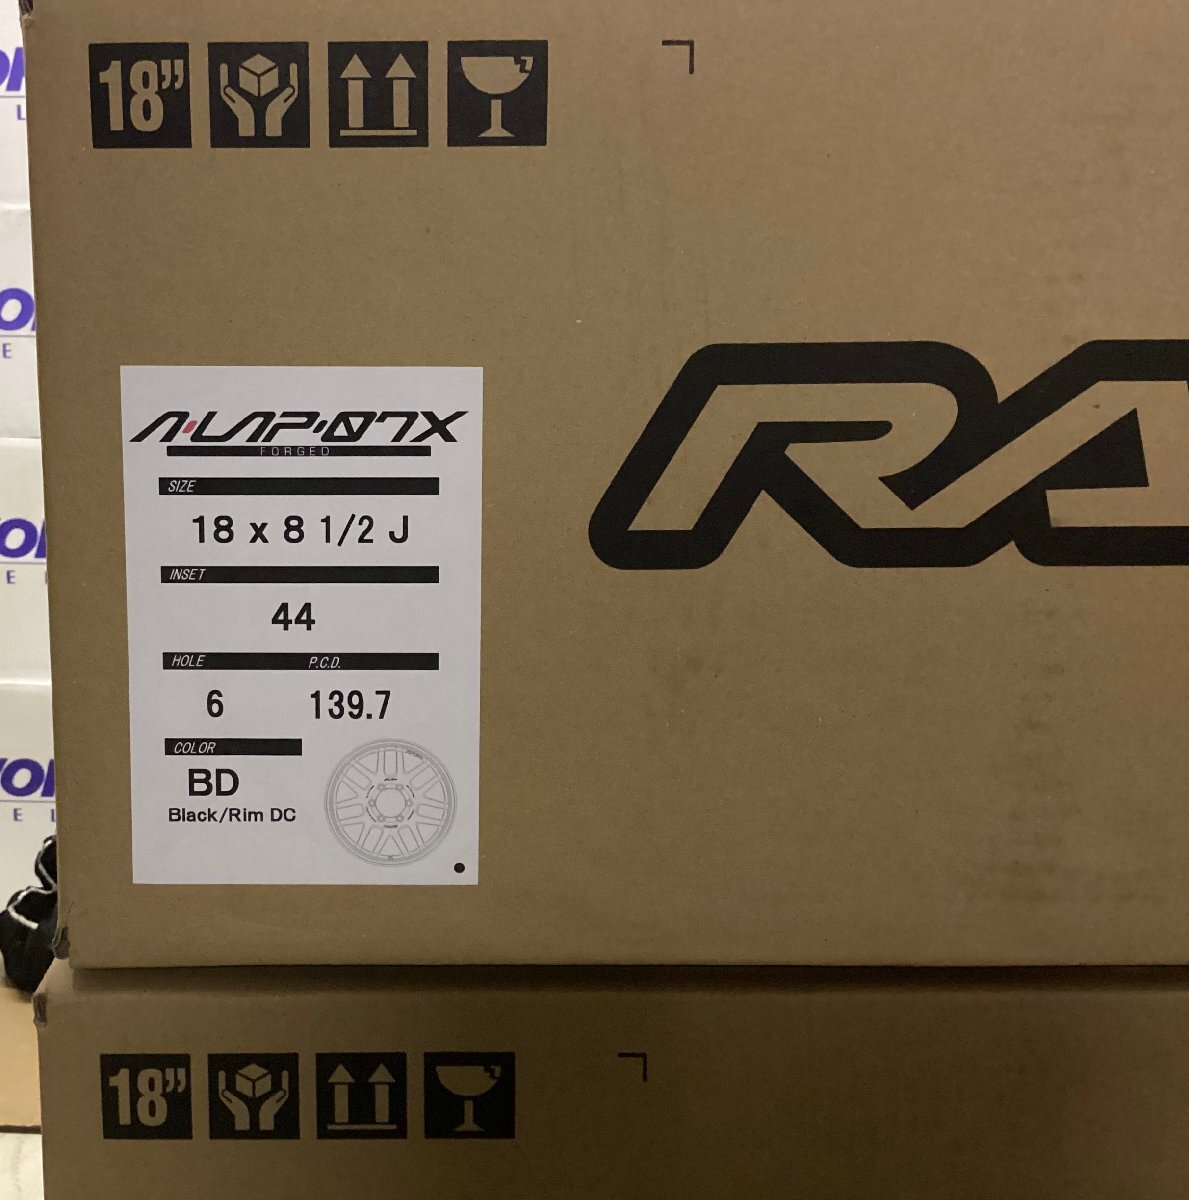 18”
RA
A·LAP·07X
FORGED
SIZE
18 x 8 1/2 J
INSET
44
HOLE P.C.D.
6 139.7
COLOR
BD
Black/Rim DC
18”